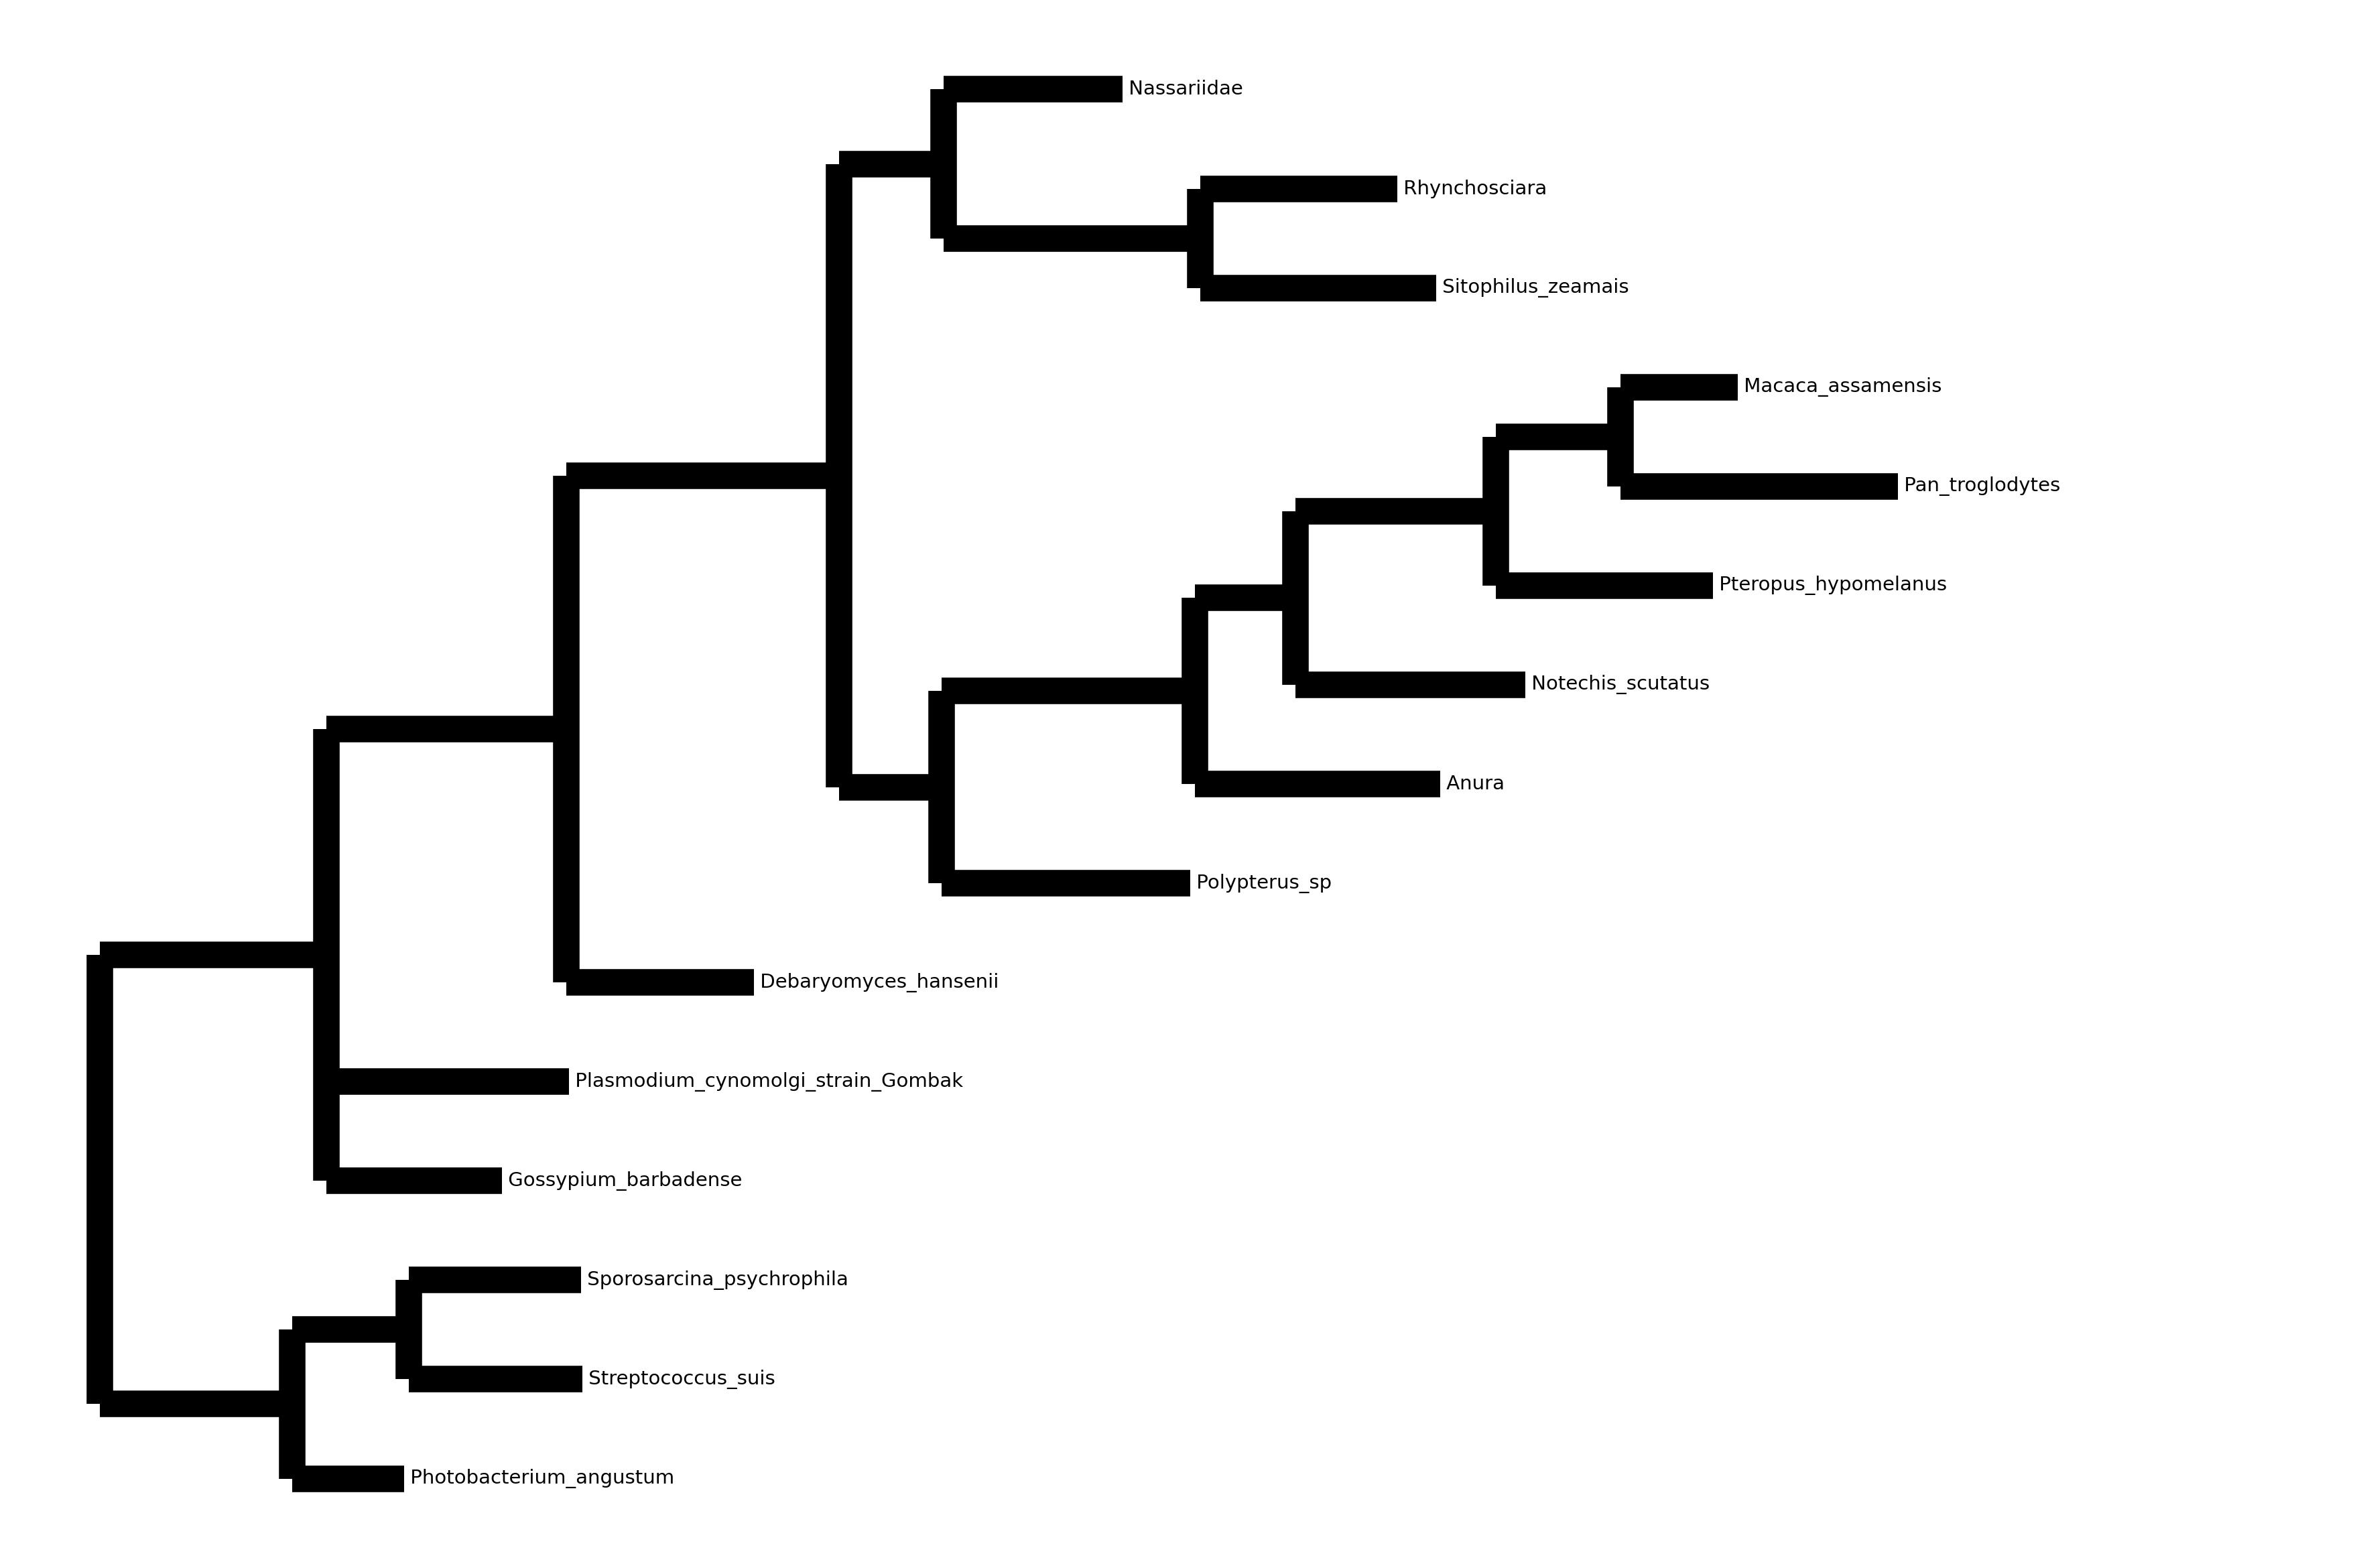 Nassariidae
Rhynchosciara
Sitophilus_zeamais
Macaca_assamensis
Pan_troglodytes
Pteropus_hypomelanus
Notechis_scutatus
Anura
Polypterus_sp
Debaryomyces_hansenii
Plasmodium_cynomolgi_strain_Gombak
Gossypium_barbadense
Sporosarcina_psychrophila
Streptococcus_suis
Photobacterium_angustum